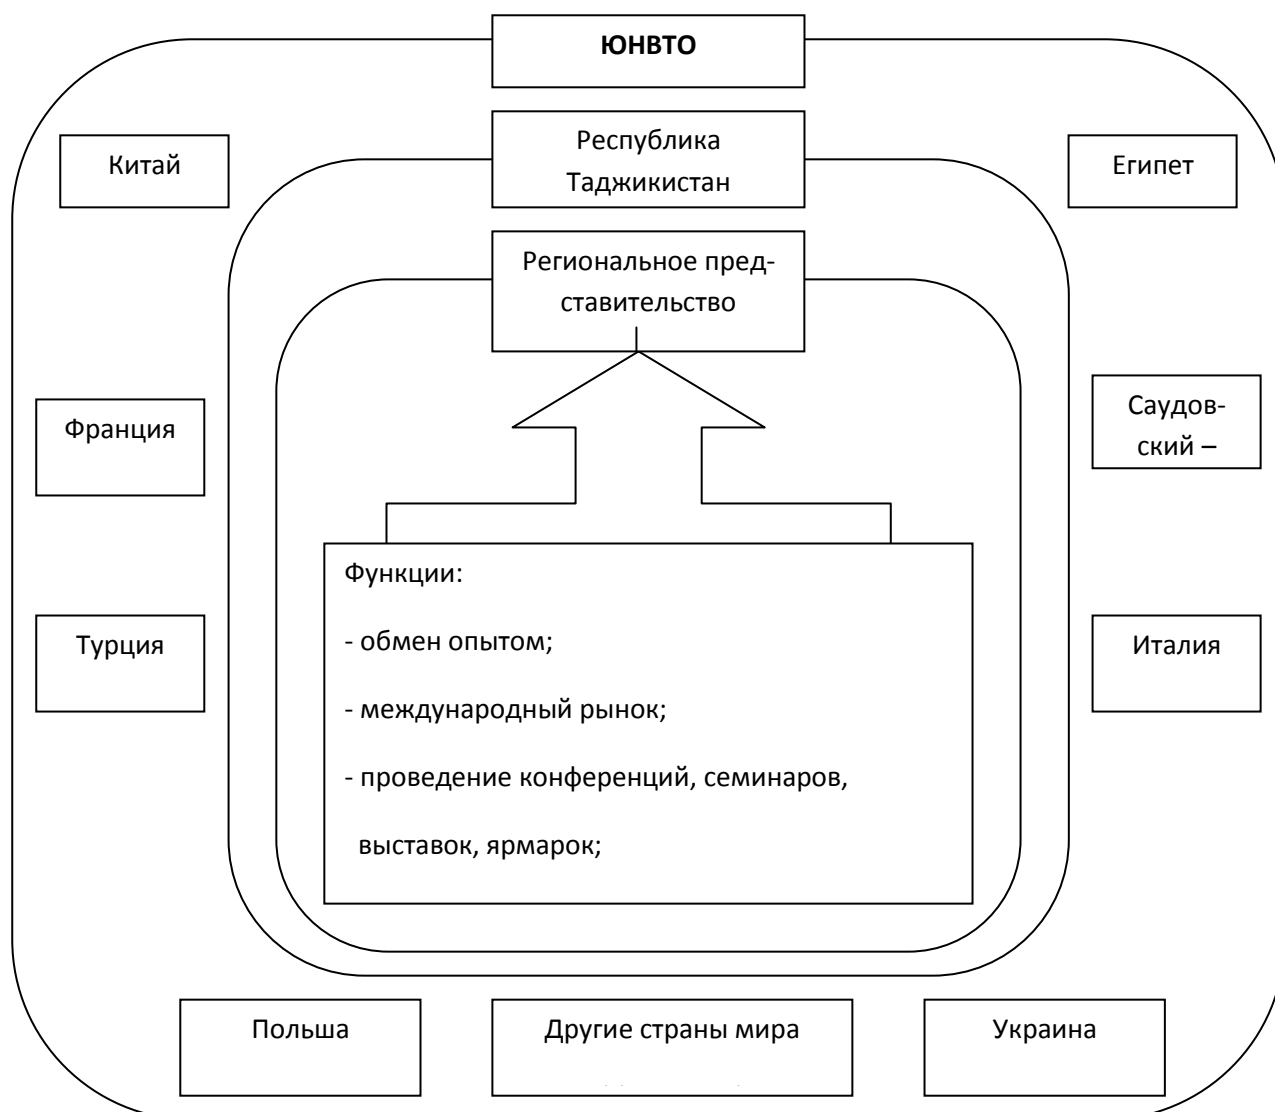 ЮНВТО
Республика
Таджикистан
Китай
Египет
Региональное пред-
ставительство
Франция
Саудов-
ский –
Функции:
- обмен опытом;
- международный рынок;
- проведение конференций, семинаров,
выставок, ярмарок;
Турция
Италия
Польша
Другие страны мира
Украина